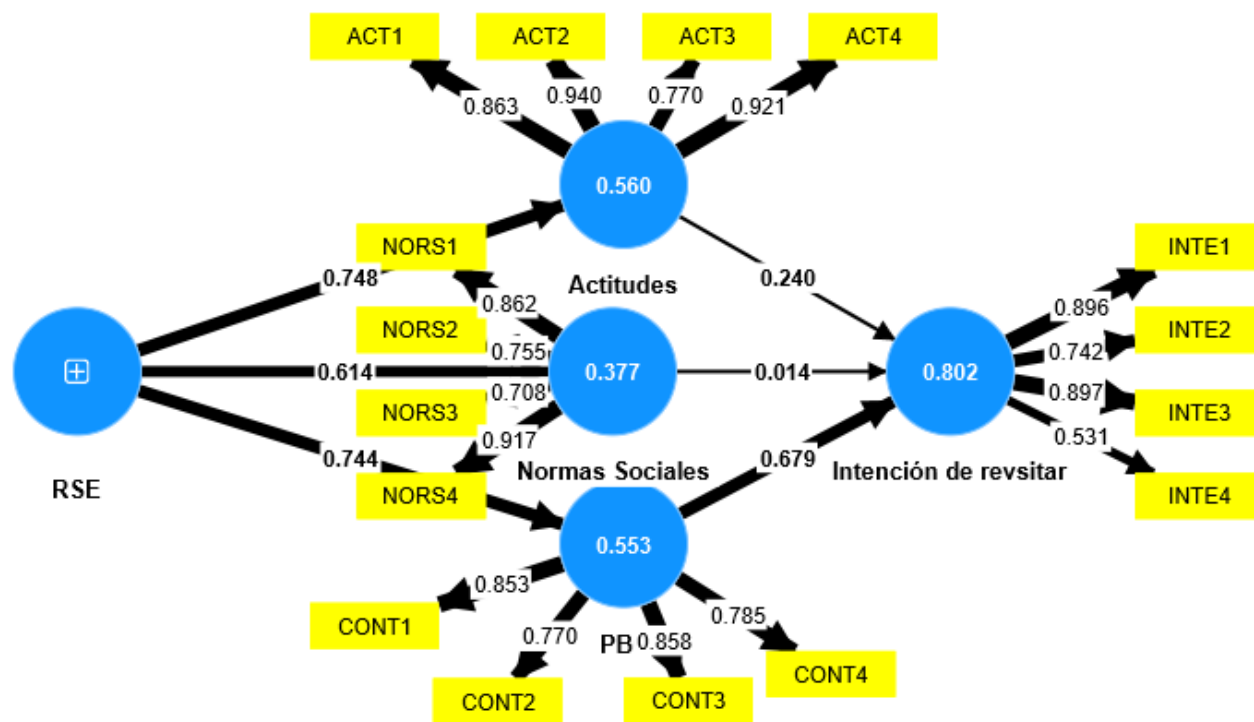 ACT1
ACT2
ACT3
ACT4
0.863
0.940
0.770
0.921
0.560
Actitudes
NORS1
NORS2
NORS3
NORS4
0.748
0.614
0.744
RSE
0.862
0.755
0.708
0.917
0.377
Normas Sociales
0.240
0.014
0.679
0.802
Intención de revsitar
INTE1
INTE2
INTE3
INTE4
0.896
0.742
0.897
0.531
0.553
PB
0.853
0.770
0.858
0.785
CONT1
CONT2
CONT3
CONT4